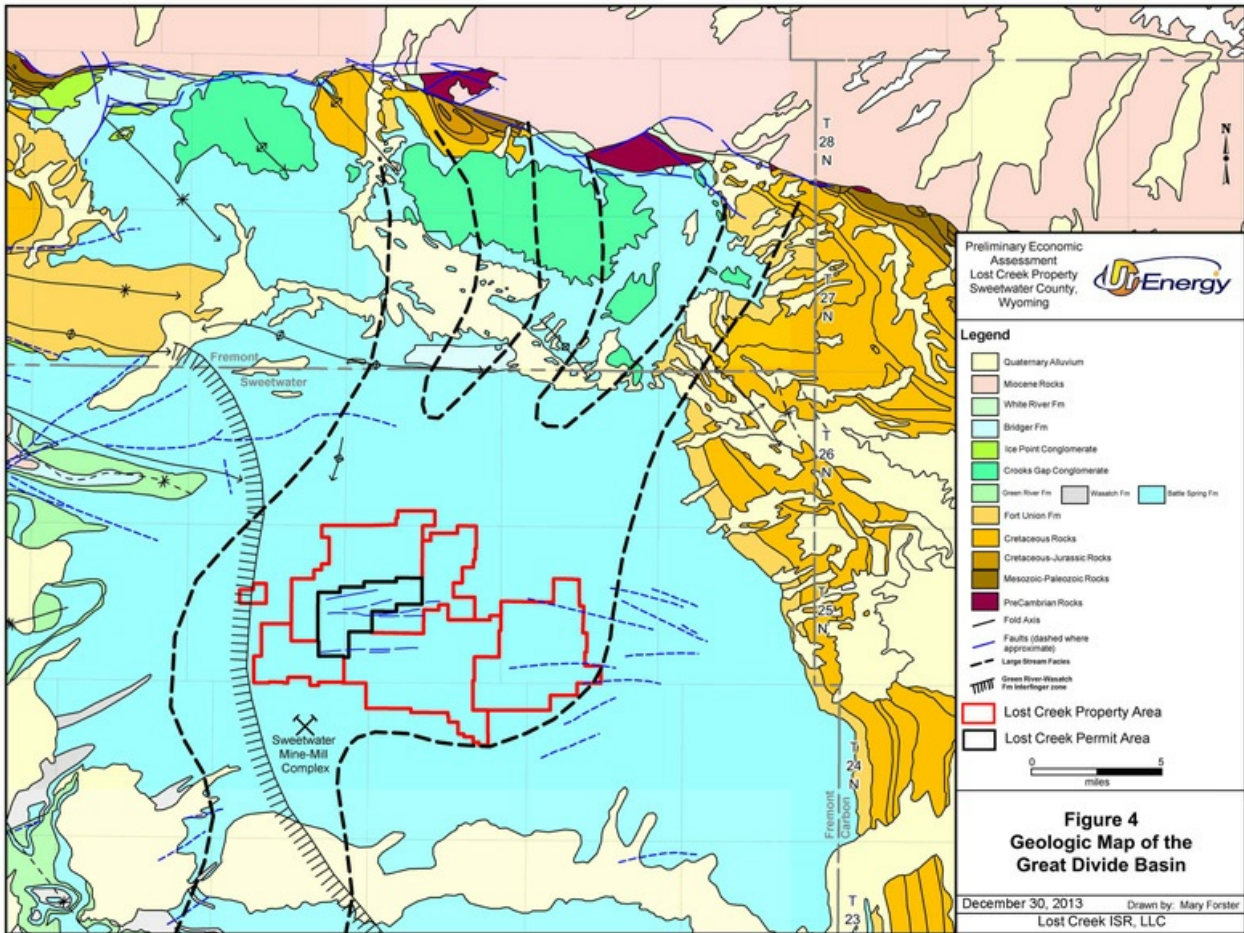 T
28
N
N
T
27
N
Fremont
Sweetwater
T
26
N
T
25
N
Sweetwater
Mine-Mill
Complex
T
24
N
Fremont
Carbon
T
23
Preliminary Economic
Assessment
Lost Creek Property
Sweetwater County,
Wyoming
Ur Energy
Legend
Quaternary Alluvium
Miocene Rocks
White River Fm
Bridger Fm
Ice Point Conglomerate
Crooks Gap Conglomerate
Green River Fm Wasatch Fm Battle Spring Fm
Fort Union Fm
Cretaceous Rocks
Cretaceous-Jurassic Rocks
Mesozoic-Paleozoic Rocks
PreCambrian Rocks
Fold Axis
Faults (dashed where
approximate)
Large Stream Facies
Green River-Wasatch
Fm Interfinger zone
Lost Creek Property Area
Lost Creek Permit Area
0 5
miles
Figure 4
Geologic Map of the
Great Divide Basin
December 30, 2013 Drawn by: Mary Forster
Lost Creek ISR, LLC